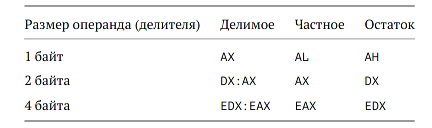 Размер операнда (делителя) Делимое Частное Остаток
1 байт AX AL AH
2 байта DX:AX AX DX
4 байта EDX:EAX EAX EDX